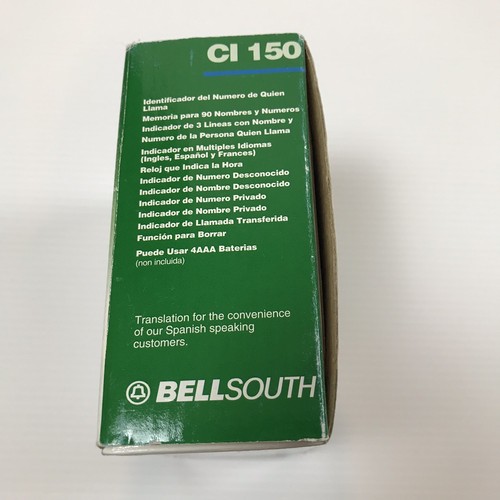 CI 150
Identificador del Numero de Quien
Llama
Memoria para 90 Nombres y Numeros
Indicador de 3 Lineas con Nombre y
Numero de la Persona Quien Llama
Indicador en Multiples Idiomas
(Ingles, Español y Frances)
Reloj que Indica la Hora
Indicador de Numero Desconocido
Indicador de Nombre Desconocido
Indicador de Numero Privado
Indicador de Nombre Privado
Indicador de Llamada Transferida
Función para Borrar
Puede Usar 4AAA Baterias
(non incluida)
Translation for the convenience
of our Spanish speaking
customers.
BELLSOUTH